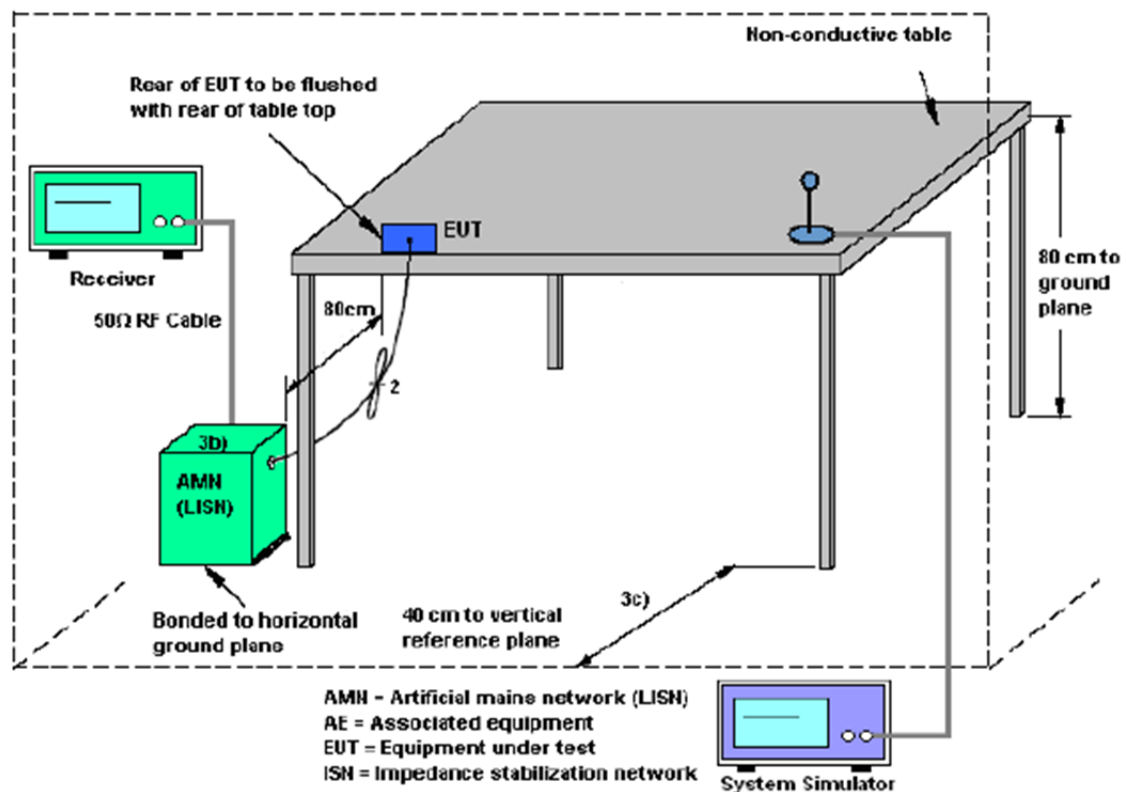 Non-conductive table
Rear of EUT to be flushed
with rear of table top
EUT
Receiver
80cm
80 cm to
ground
plane
50Ω RF Cable
2
3b)
AMN
(LISN)
3c)
Bonded to horizontal
ground plane
40 cm to vertical
reference plane
AMN = Artificial mains network (LISN)
AE = Associated equipment
EUT = Equipment under test
ISN = Impedance stabilization network
System Simulator